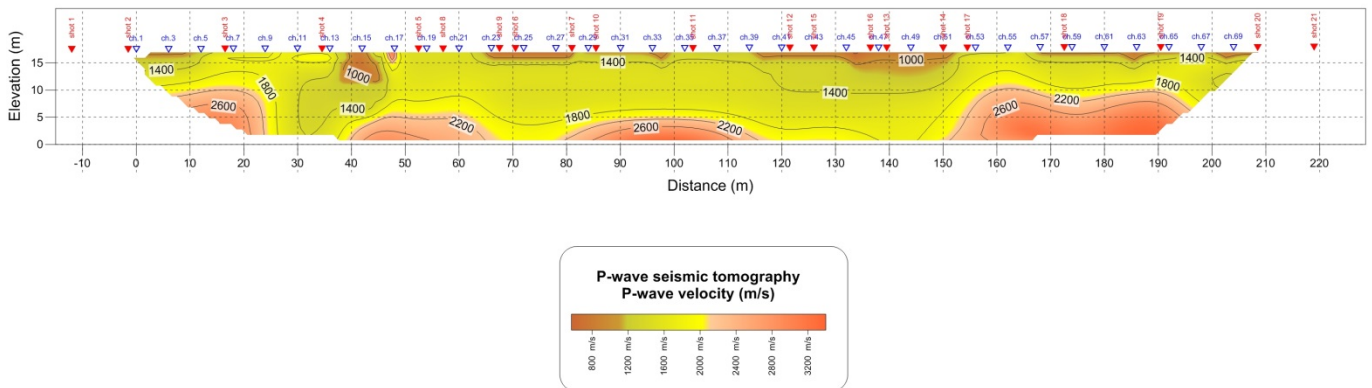 shot 1 shot 2 shot 3 shot 4 shot 5 shot 8 shot 9 shot 6 shot 7 shot 10 shot 11 shot 12 shot 15 shot 16 shot 13 shot 14 shot 17 shot 18 shot 19 shot 20 shot 21
ch.1 ch.3 ch.5 ch.7 ch.9 ch.11 ch.13 ch.15 ch.17 ch.19 ch.21 ch.23 ch.25 ch.27 ch.29 ch.31 ch.33 ch.35 ch.37 ch.39 ch.41 ch.43 ch.45 ch.47 ch.49 ch.51 ch.53 ch.55 ch.57 ch.59 ch.61 ch.63 ch.65 ch.67 ch.69
Elevation (m)
15
10
5
0
1400 1000 1400 1000 1400
1800 1400 1400 2200 1800
2600 2200 1800 2600 2200 1800 2600
-10 0 10 20 30 40 50 60 70 80 90 100 110 120 130 140 150 160 170 180 190 200 210 220
Distance (m)
P-wave seismic tomography
P-wave velocity (m/s)
800 m/s 1200 m/s 1600 m/s 2000 m/s 2400 m/s 2800 m/s 3200 m/s